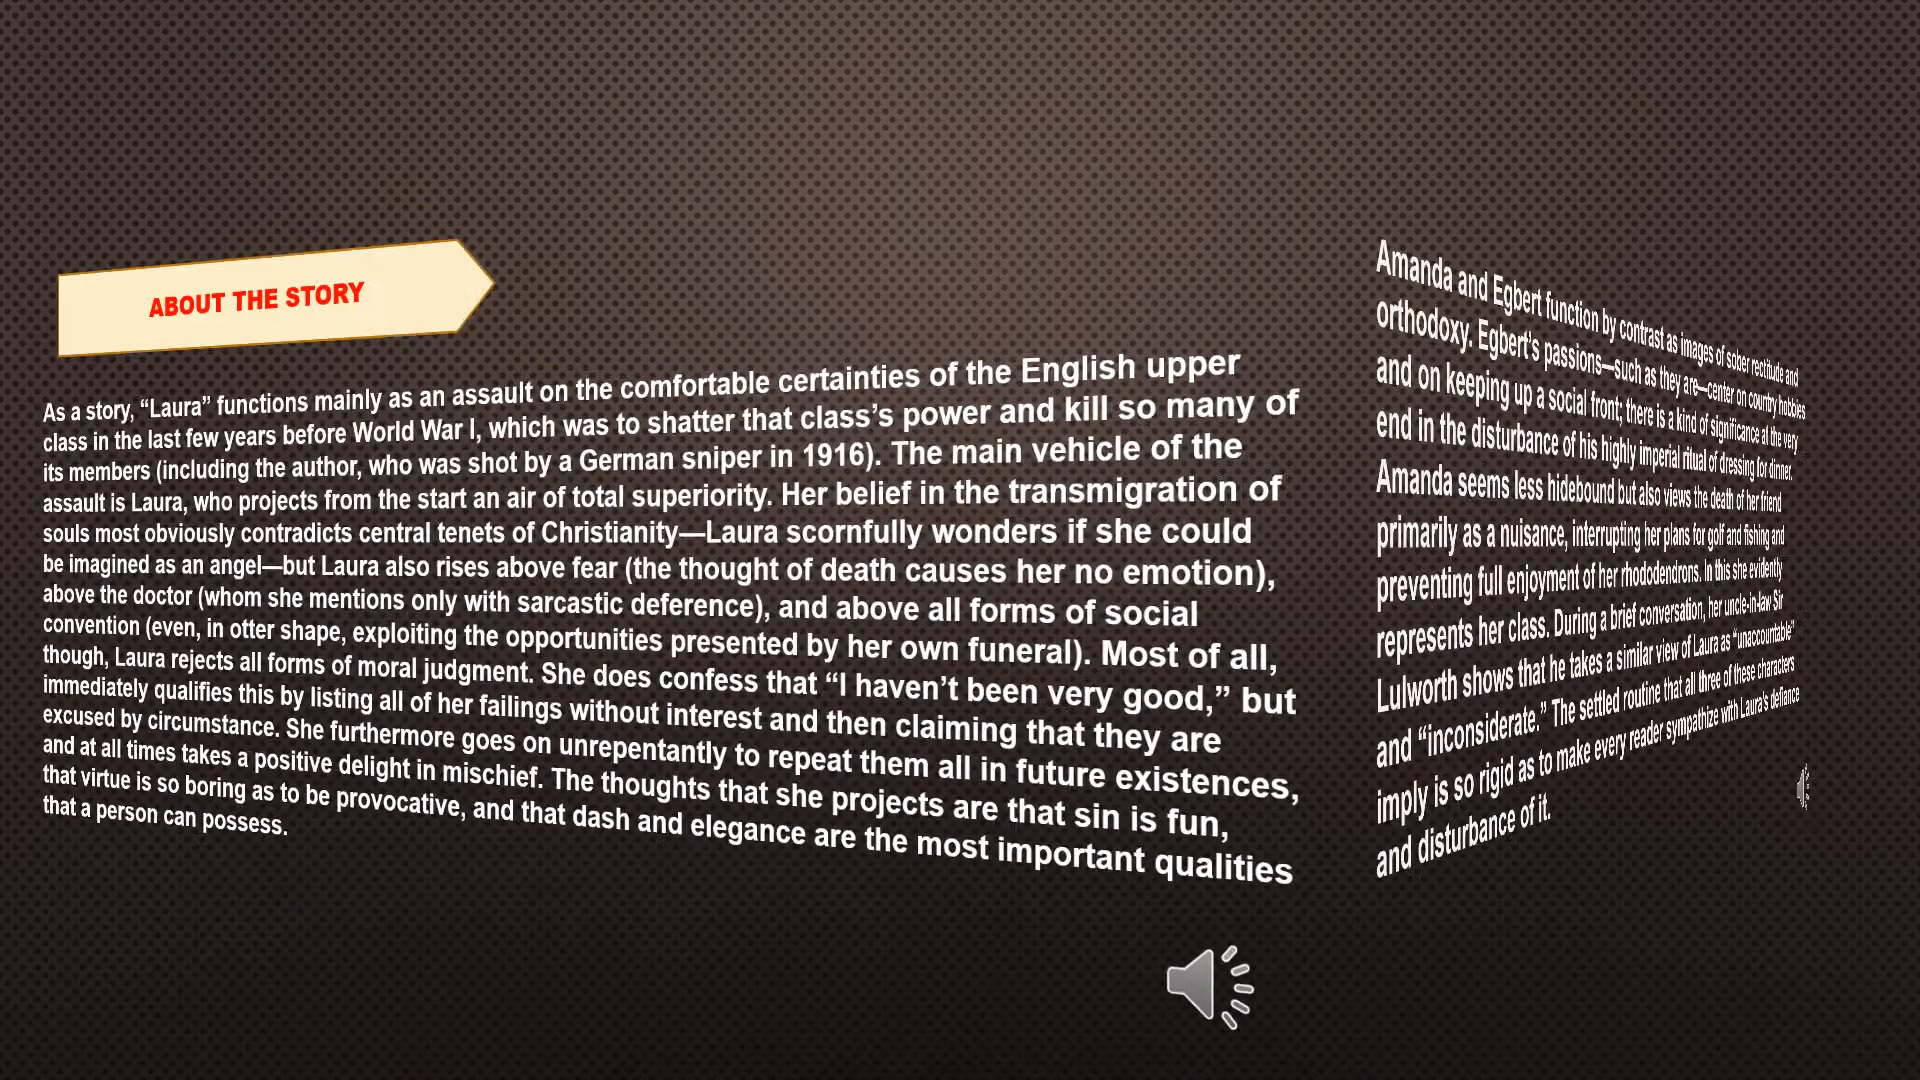 ABOUT THE STORY
As a story, “Laura” functions mainly as an assault on the comfortable certainties of the English upper
class in the last few years before World War I, which was to shatter that class’s power and kill so many of
its members (including the author, who was shot by a German sniper in 1916). The main vehicle of the
assault is Laura, who projects from the start an air of total superiority. Her belief in the transmigration of
souls most obviously contradicts central tenets of Christianity—Laura scornfully wonders if she could
be imagined as an angel—but Laura also rises above fear (the thought of death causes her no emotion),
above the doctor (whom she mentions only with sarcastic deference), and above all forms of social
convention (even, in otter shape, exploiting the opportunities presented by her own funeral). Most of all,
though, Laura rejects all forms of moral judgment. She does confess that “I haven’t been very good,” but
immediately qualifies this by listing all of her failings without interest and then claiming that they are
excused by circumstance. She furthermore goes on unrepentantly to repeat them all in future existences,
and at all times takes a positive delight in mischief. The thoughts that she projects are that sin is fun,
that virtue is so boring as to be provocative, and that dash and elegance are the most important qualities
that a person can possess.
Amanda and Egbert function by contrast as images of sober rectitude and
orthodoxy. Egbert’s passions—such as they are—center on country hobbies
and on keeping up a social front; there is a kind of significance at the very
end in the disturbance of his highly imperial ritual of dressing for dinner.
Amanda seems less hidebound but also views the death of her friend
primarily as a nuisance, interrupting her plans for golf and fishing and
preventing full enjoyment of her rhododendrons. In this she evidently
represents her class. During a brief conversation, her uncle-in-law Sir
Lulworth shows that he takes a similar view of Laura as “unaccountable”
and “inconsiderate.” The settled routine that all three of these characters
imply is so rigid as to make every reader sympathize with Laura’s defiance
and disturbance of it.